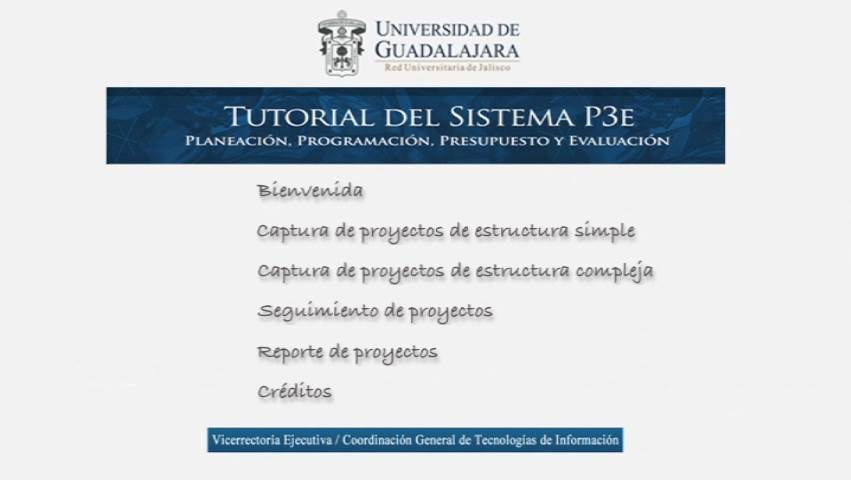 UNIVERSIDAD DE
GUADALAJARA
Red Universitaria de Jalisco
TUTORIAL DEL SISTEMA P3E
PLANEACIÓN, PROGRAMACIÓN, PRESUPUESTO Y EVALUACIÓN
Bienvenida
Captura de proyectos de estructura simple
Captura de proyectos de estructura compleja
Seguimiento de proyectos
Reporte de proyectos
Créditos
Vicerrectoría Ejecutiva / Coordinación General de Tecnologías de Información